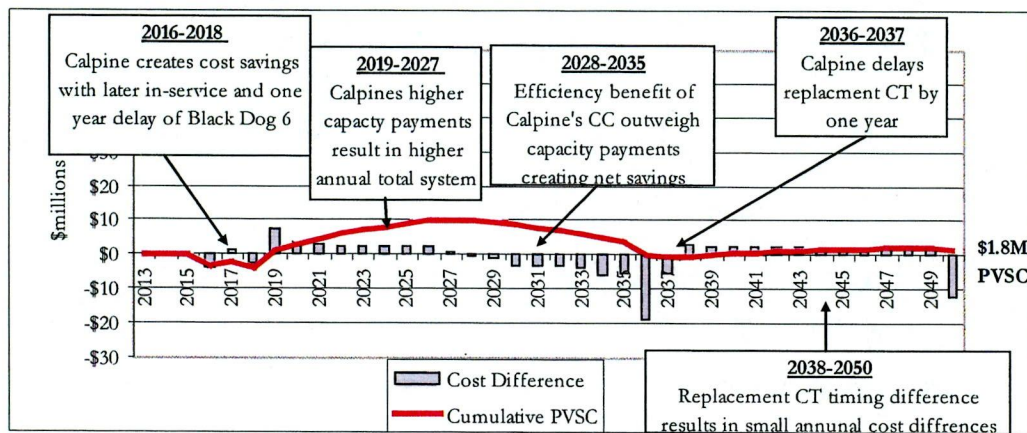 2016-2018
Calpine creates cost savings
with later in-service and one
year delay of Black Dog 6
2019-2027
Calpines higher
capacty payments
result in higher
annual total system
2028-2035
Efficiency benefit of
Calpine's CC outweigh
capacity payments
creating net savings
2036-2037
Calpine delays
replacment CT by
one year
$millions
$20
$10
$0
-$10
-$20
-$30
2013
2015
2017
2019
2021
2023
2025
2027
2029
2031
2033
2035
2037
2039
2041
2043
2045
2047
2049
$1.8M
PVSC
Cost Difference
Cumulative PVSC
2038-2050
Replacement CT timing difference
results in small annunal cost diffrences